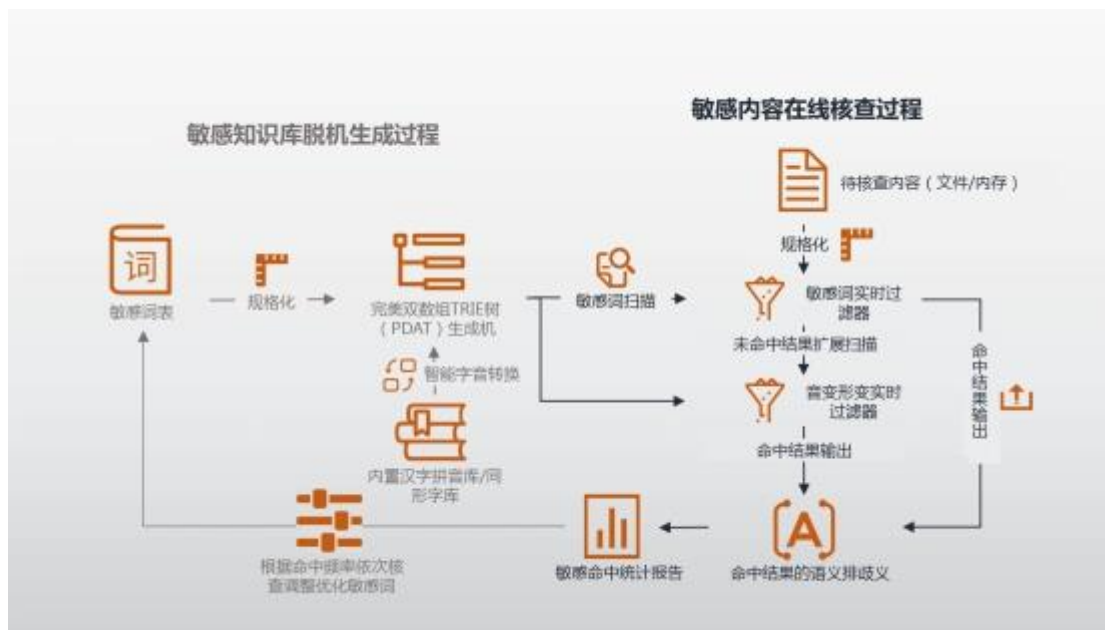 敏感内容在线核查过程
敏感知识库脱机生成过程
待核查内容（文件/内存）
规格化
词
敏感词表
规格化
完美双数组TRIE树
（PDAT）生成机
敏感词扫描
敏感词实时过
滤器
未命中结果扩展扫描
智能字音转换
音变形变实时
过滤器
命中结果输出
命中结果输出
内置汉字拼音库/同
形字库
A
根据命中频率依次核
查调整优化敏感词
敏感命中统计报告
命中结果的语义排歧义